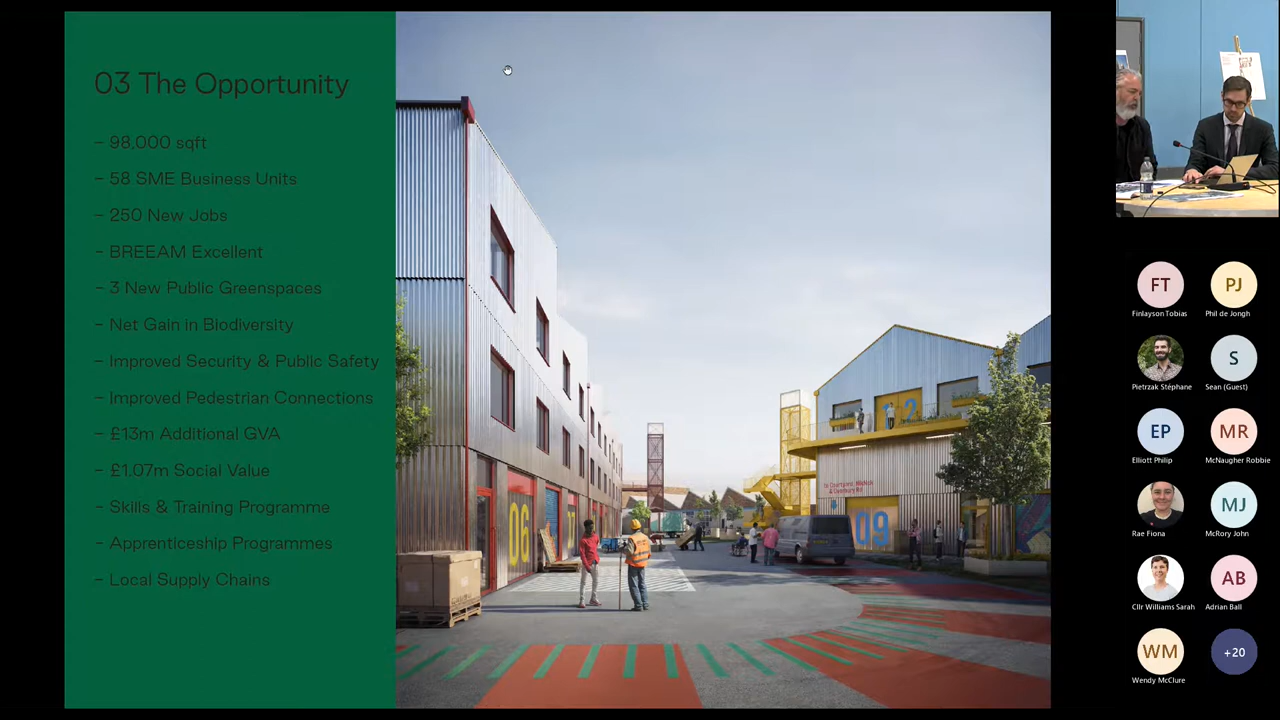 03 The Opportunity
– 98,000 sqft
– 58 SME Business Units
– 250 New Jobs
– BREEAM Excellent
– 3 New Public Greenspaces
– Net Gain in Biodiversity
– Improved Security & Public Safety
– Improved Pedestrian Connections
– £13m Additional GVA
– £1.07m Social Value
– Skills & Training Programme
– Apprenticeship Programmes
– Local Supply Chains
06
09
FT
PJ
Finlayson Tobias
Phil de Jongh
S
Pietrzak Stéphane
Sean (Guest)
EP
MR
Elliott Philip
McNaugher Robbie
MJ
Rae Fiona
McRory John
AB
Cllr Williams Sarah
Adrian Ball
WM
+20
Wendy McClure